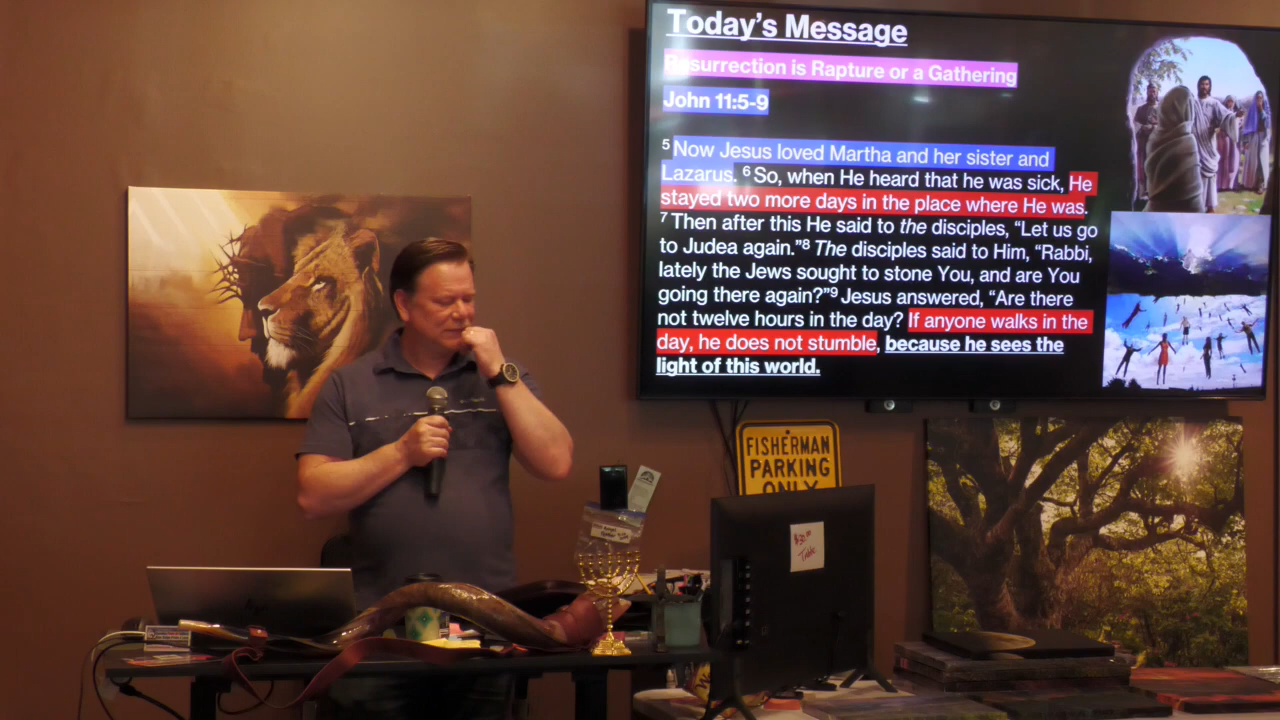 Today's Message
Resurrection is Rapture or a Gathering
John 11:5-9
5 Now Jesus loved Martha and her sister and
Lazarus. 6 So, when He heard that he was sick, He
stayed two more days in the place where He was.
7 Then after this He said to the disciples, “Let us go
to Judea again.”8 The disciples said to Him, “Rabbi,
lately the Jews sought to stone You, and are You
going there again?”9 Jesus answered, “Are there
not twelve hours in the day? If anyone walks in the
day, he does not stumble, because he sees the
light of this world.
FISHERMAN
PARKING
ONLY
Table